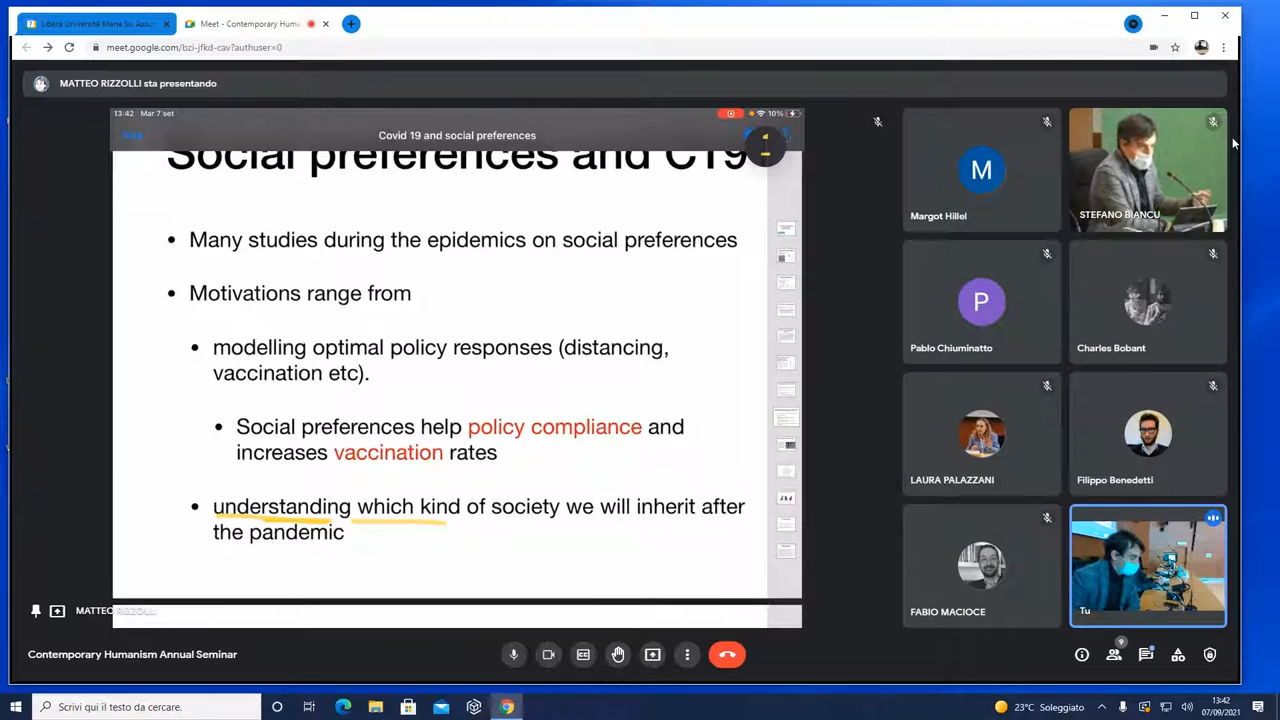 Libera Università Maria Ss. Assu
Meet - Contemporary Huma
meet.google.com/bzi-jfkd-cav?authuser=0
MATTEO RIZZOLLI sta presentando
13:42 Mar 7 set
10%
Covid 19 and social preferences
1
Social preferences and C19
• Many studies during the epidemics on social preferences
• Motivations range from
• modelling optimal policy responses (distancing,
vaccination etc).
• Social preferences help policy compliance and
increases vaccination rates
• understanding which kind of society we will inherit after
the pandemic
MATTEO RIZZOLLI
M
Margot Hillel
STEFANO BIANCU
P
Pablo Chiuminatto
Charles Bobant
LAURA PALAZZANI
Filippo Benedetti
FABIO MACIOCE
Tu
Contemporary Humanism Annual Seminar
9
Scrivi qui il testo da cercare.
23°C Soleggiato
13:42
07/09/2021